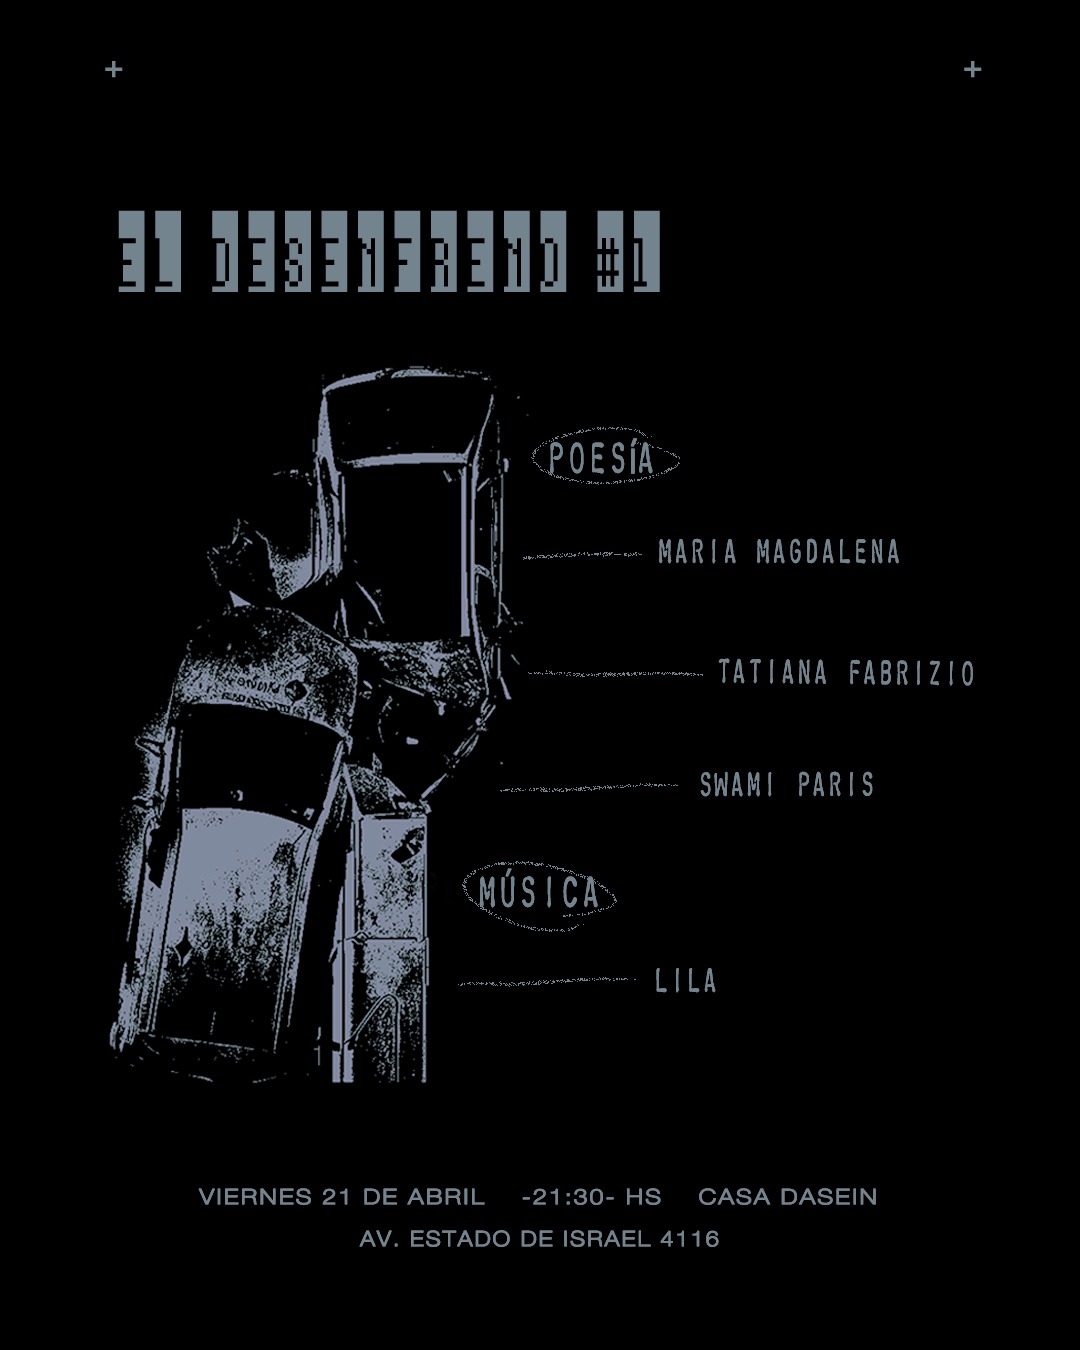 + +
EL DESENFRENO #1
POESÍA
MARIA MAGDALENA
TATIANA FABRIZIO
SWAMI PARIS
MÚSICA
LILA
VIERNES 21 DE ABRIL -21:30- HS CASA DASEIN
AV. ESTADO DE ISRAEL 4116